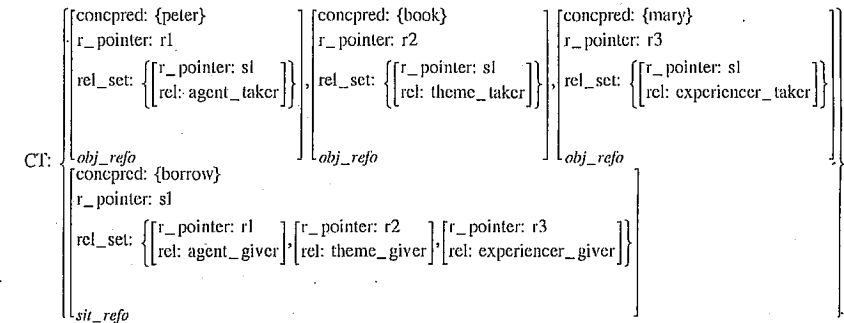 concpred: {peter} concpred: {book} concpred: {mary}
r_pointer: r1 r_pointer: r2 r_pointer: r3
rel_set: {[r_pointer: s1 rel: agent_taker]}, rel_set: {[r_pointer: s1 rel: theme_taker]}, rel_set: {[r_pointer: s1 rel: experiencer_taker]}
CT:
obj_refo obj_refo obj_refo
concpred: {borrow}
r_pointer: s1
rel_set: {[r_pointer: r1 rel: agent_giver], [r_pointer: r2 rel: theme_giver], [r_pointer: r3 rel: experiencer_giver]}
sit_refo